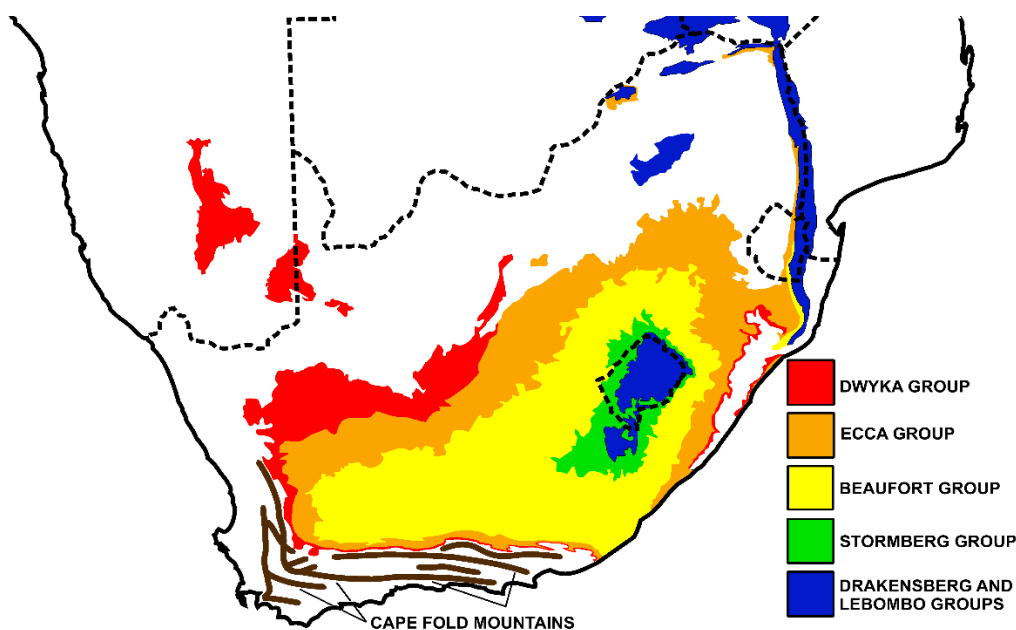 DWYKA GROUP
ECCA GROUP
BEAUFORT GROUP
STORMBERG GROUP
DRAKENSBERG AND
LEBOMBO GROUPS
CAPE FOLD MOUNTAINS